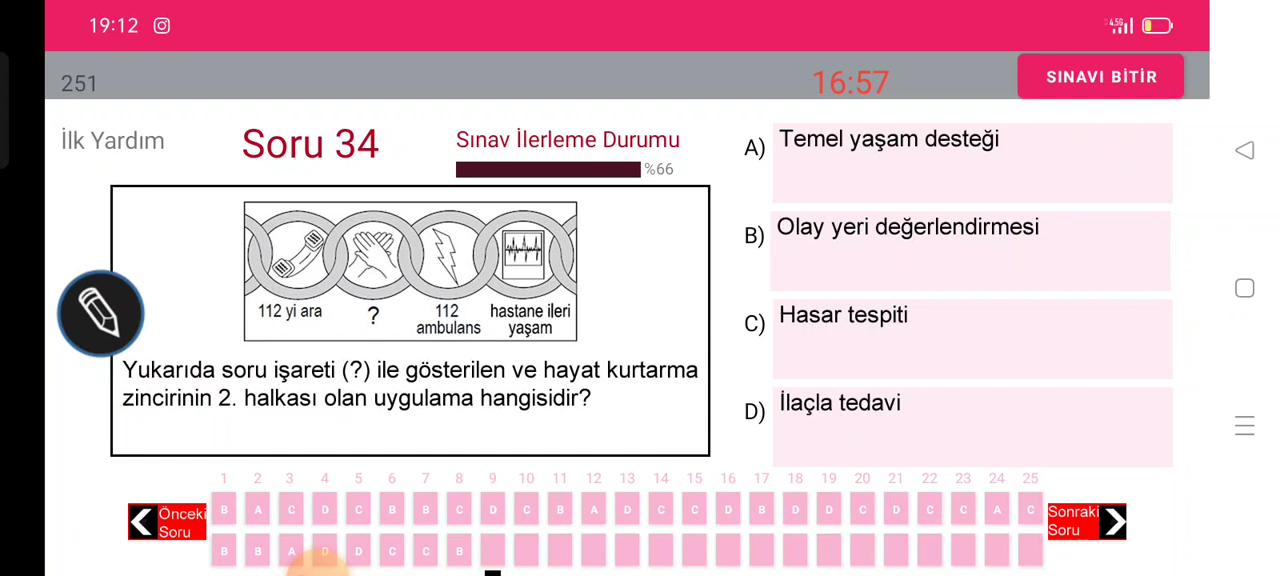 19:12
4.5G
251
16:57
SINAVI BİTİR
İlk Yardım
Soru 34
Sınav İlerleme Durumu
%66
112 yi ara
?
112
ambulans
hastane ileri
yaşam
Yukarıda soru işareti (?) ile gösterilen ve hayat kurtarma
zincirinin 2. halkası olan uygulama hangisidir?
A) Temel yaşam desteği
B) Olay yeri değerlendirmesi
C) Hasar tespiti
D) İlaçla tedavi
1 2 3 4 5 6 7 8 9 10 11 12 13 14 15 16 17 18 19 20 21 22 23 24 25
Önceki
Soru
B A C D C B B C D C B A D C C D B D D C D C C A C
B B A D D C C B
Sonraki
Soru